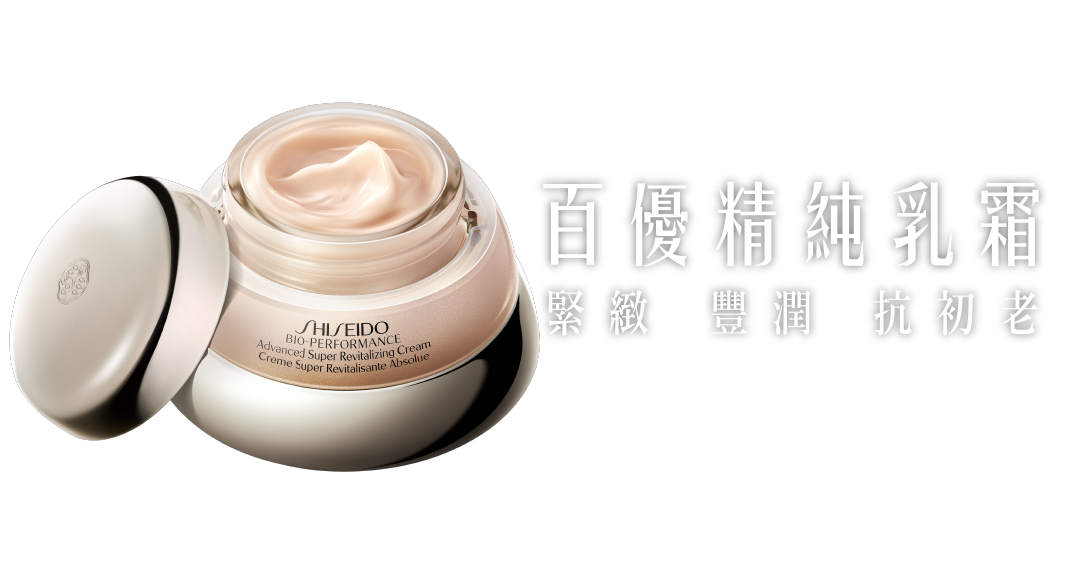 SHISEIDO
BIO-PERFORMANCE
Advanced Super Revitalizing Cream
Creme Super Revitalisante Absolue
百優精純乳霜
緊緻 豐潤 抗初老